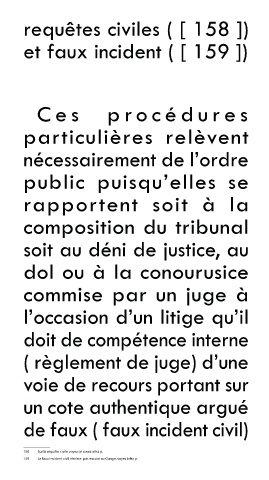 requêtes civiles ( [ 158 ])
et faux incident ( [ 159 ])
Ces procédures
particulières relèvent
nécessairement de l'ordre
public puisqu'elles se
rapportent soit à la
composition du tribunal
soit au déni de justice, au
dol ou à la conourusice
commise par un juge à
l'occasion d'un litige qu'il
doit de compétence interne
( règlement de juge) d'une
voie de recours portant sur
un cote authentique argué
de faux ( faux incident civil)
158
159